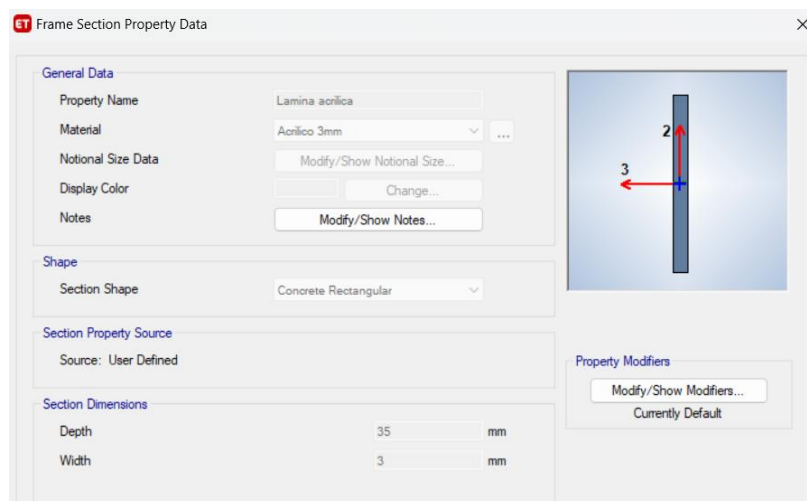 ET Frame Section Property Data
General Data
Property Name Lamina acrilica
Material Acrilico 3mm ...
Notional Size Data Modify/Show Notional Size...
Display Color Change...
Notes Modify/Show Notes...
Shape
Section Shape Concrete Rectangular
Section Property Source
Source: User Defined
Section Dimensions
Depth 35 mm
Width 3 mm
2
3
Property Modifiers
Modify/Show Modifiers...
Currently Default